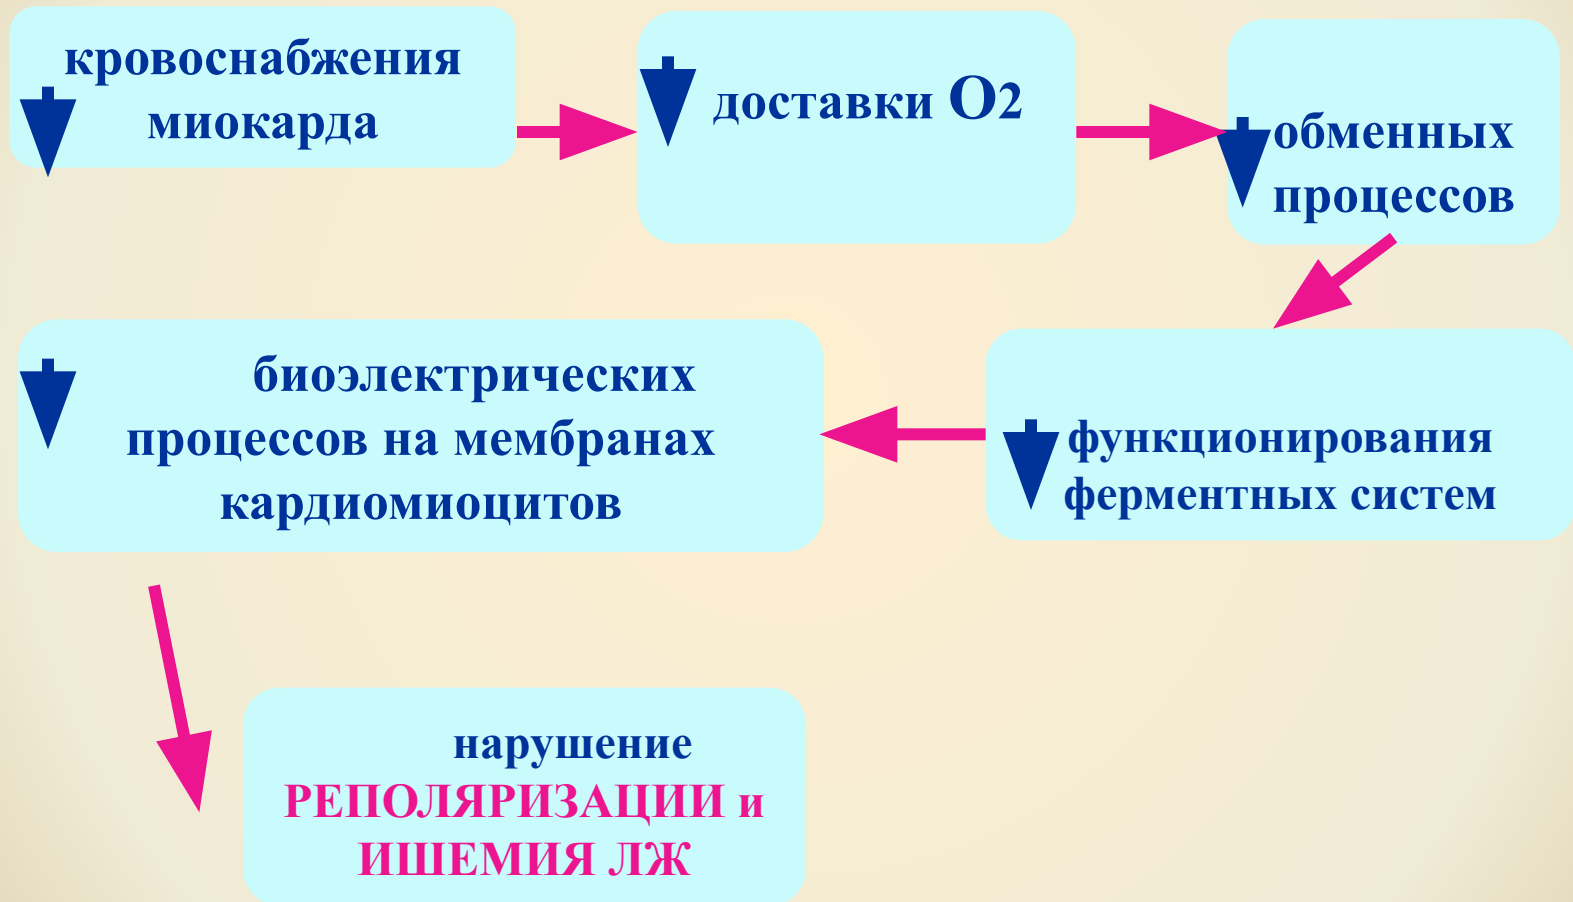 кровоснабжения
миокарда
доставки О2
обменных
процессов
биоэлектрических
процессов на мембранах
кардиомиоцитов
функционирования
ферментных систем
нарушение
РЕПОЛЯРИЗАЦИИ и
ИШЕМИЯ ЛЖ